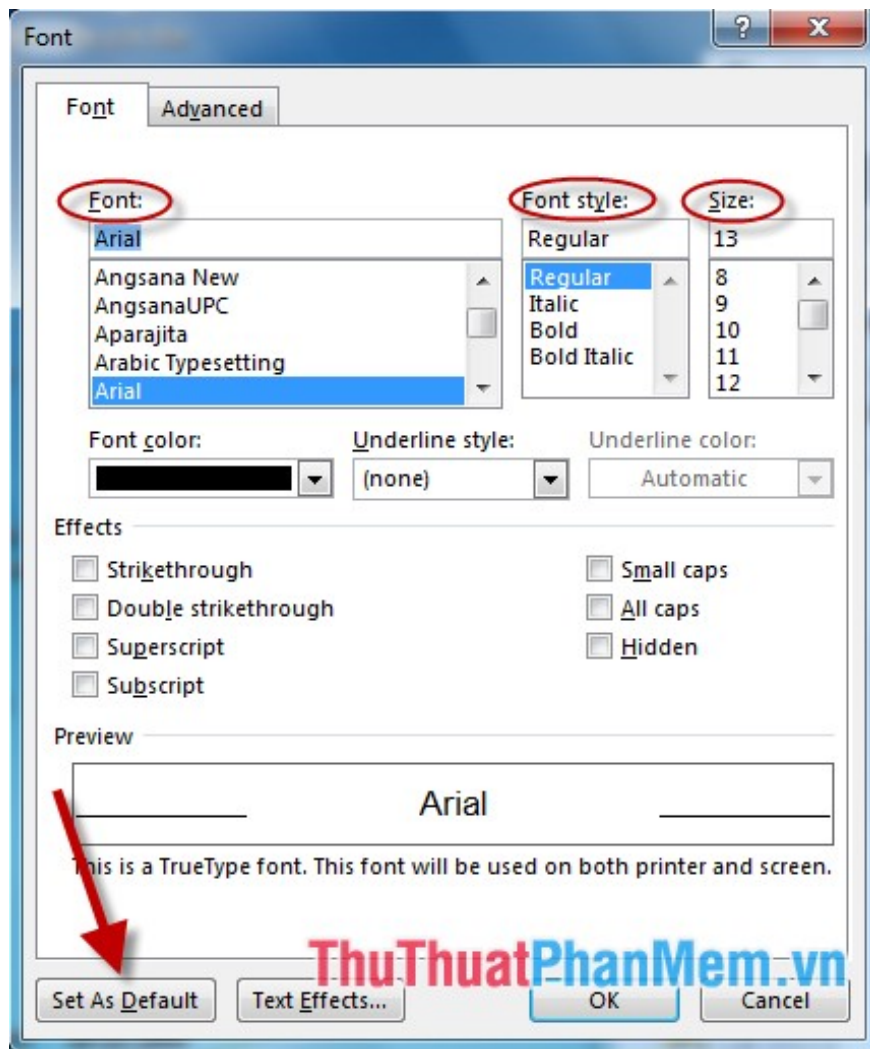 Font
? X
Font Advanced
Font: Font style: Size:
Arial Regular 13
Angsana New Regular 8
AngsanaUPC Italic 9
Aparajita Bold 10
Arabic Typesetting Bold Italic 11
Arial 12
Font color: Underline style: Underline color:
(none) Automatic
Effects
Strikethrough Small caps
Double strikethrough All caps
Superscript Hidden
Subscript
Preview
Arial
This is a TrueType font. This font will be used on both printer and screen.
ThuThuatPhanMem.vn
Set As Default Text Effects... OK Cancel